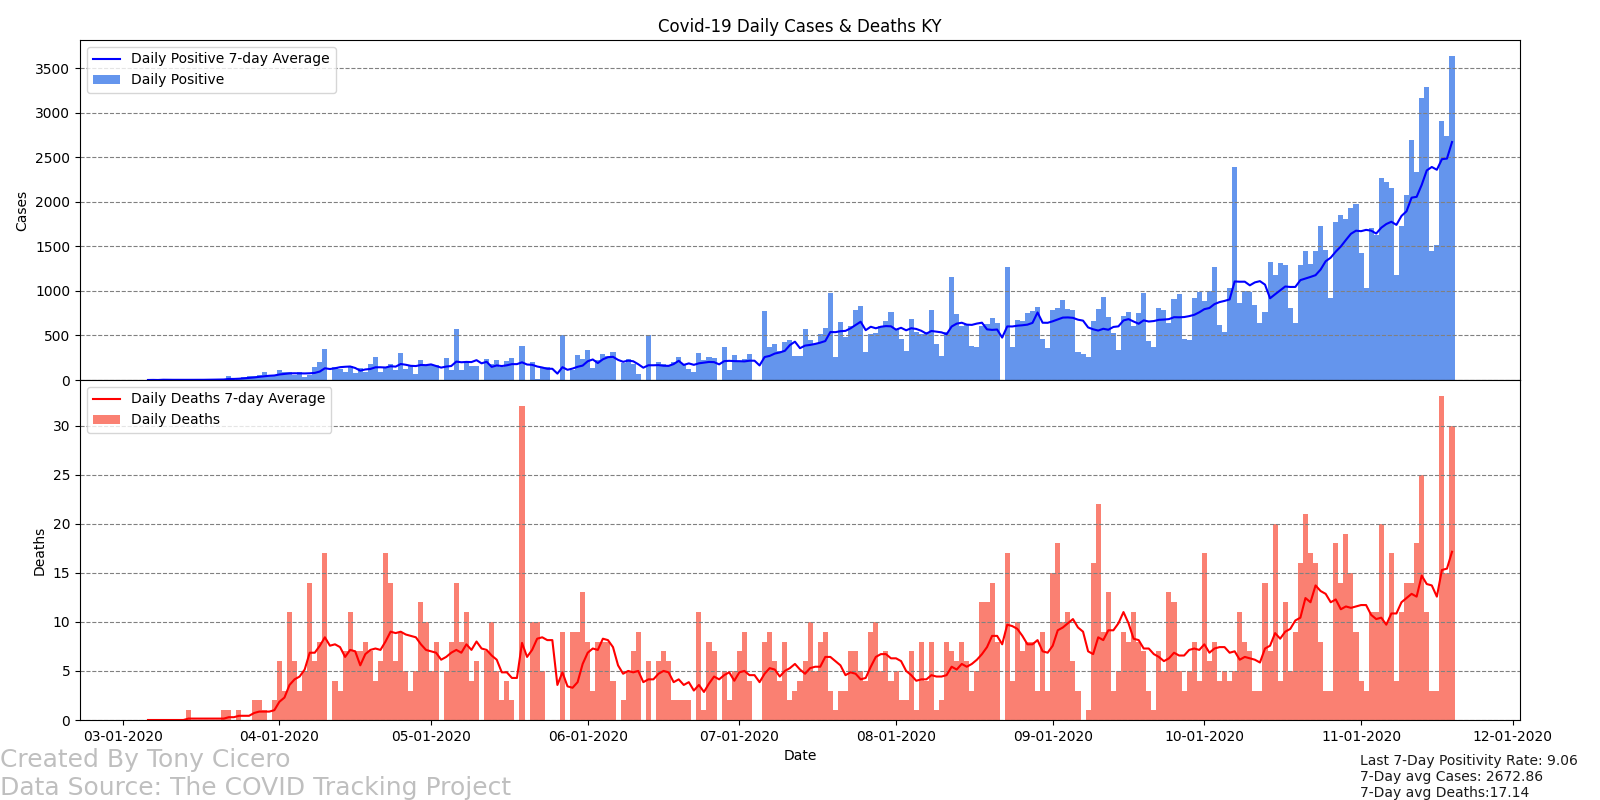 Covid-19 Daily Cases & Deaths KY
Daily Positive 7-day Average
Daily Positive
Cases
3500
3000
2500
2000
1500
1000
500
0
Daily Deaths 7-day Average
Daily Deaths
Deaths
30
25
20
15
10
5
0
03-01-2020 04-01-2020 05-01-2020 06-01-2020 07-01-2020 08-01-2020 09-01-2020 10-01-2020 11-01-2020 12-01-2020
Date
Created By Tony Cicero
Data Source: The COVID Tracking Project
Last 7-Day Positivity Rate: 9.06
7-Day avg Cases: 2672.86
7-Day avg Deaths:17.14